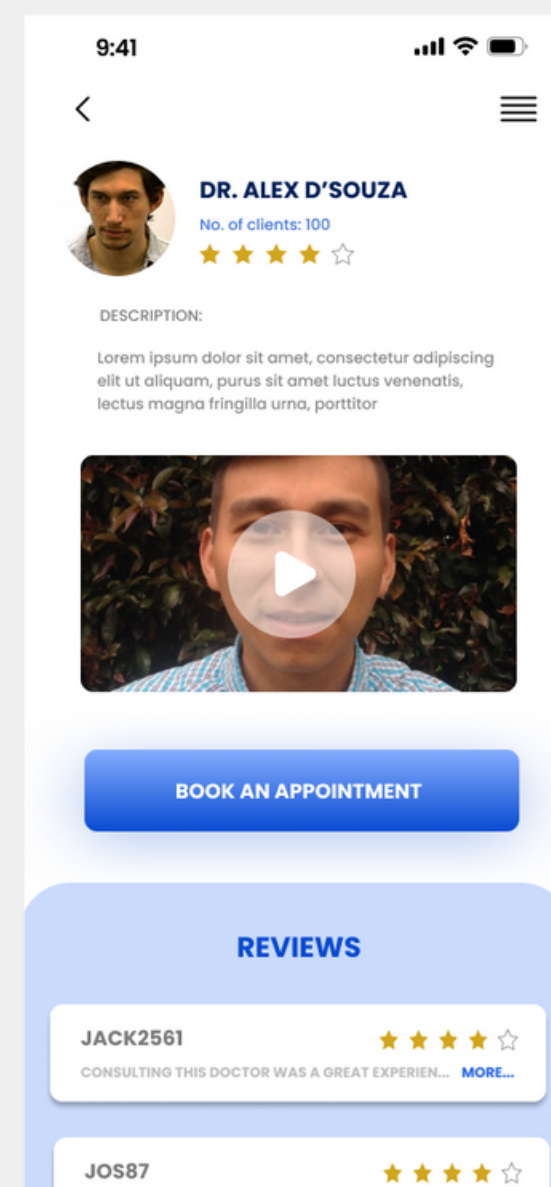 9:41
DR. ALEX D’SOUZA
No. of clients: 100
DESCRIPTION:
Lorem ipsum dolor sit amet, consectetur adipiscing
elit ut aliquam, purus sit amet luctus venenatis,
lectus magna fringilla urna, porttitor
BOOK AN APPOINTMENT
REVIEWS
JACK2561
CONSULTING THIS DOCTOR WAS A GREAT EXPERIEN... MORE...
JOS87